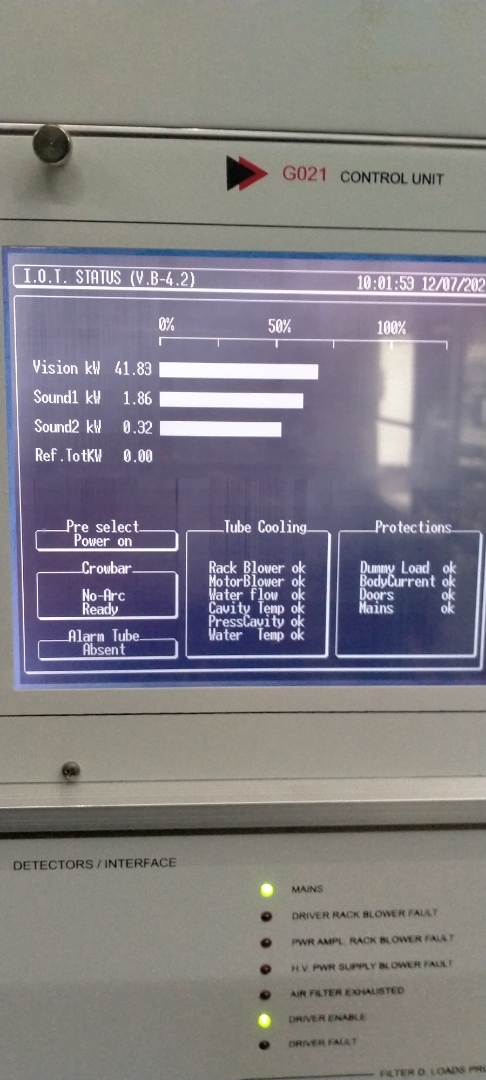 G021 CONTROL UNIT
I.O.T. STATUS (V.B-4.2) 10:01:53 12/07/202
0% 50% 100%
Vision kW 41.83
Sound1 kW 1.86
Sound2 kW 0.32
Ref.TotKW 0.00
Pre select
Power on
Crowbar
No-Arc
Ready
Alarm Tube
Absent
Tube Cooling
Rack Blower ok
MotorBlower ok
Water flow ok
Cavity Temp ok
PressCavity ok
Water Temp ok
Protections
Dummy Load ok
BodyCurrent ok
Doors ok
Mains ok
DETECTORS / INTERFACE
MAINS
DRIVER RACK BLOWER FAULT
PWR AMPL. RACK BLOWER FAULT
H.V. PWR SUPPLY BLOWER FAULT
AIR FILTER EXHAUSTED
DRIVER ENABLE
DRIVER FAULT
FILTER D. LOADS PR